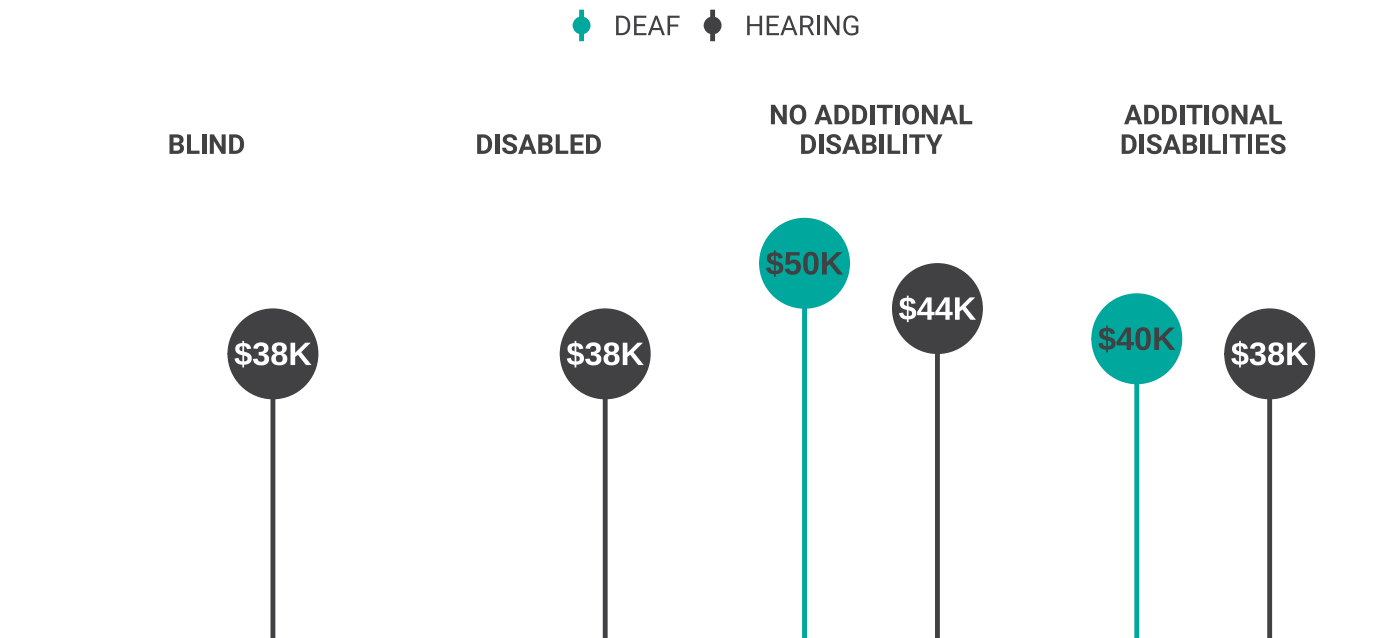 DEAF HEARING
BLIND
DISABLED
NO ADDITIONAL
DISABILITY
ADDITIONAL
DISABILITIES
$38K
$38K
$50K
$44K
$40K
$38K